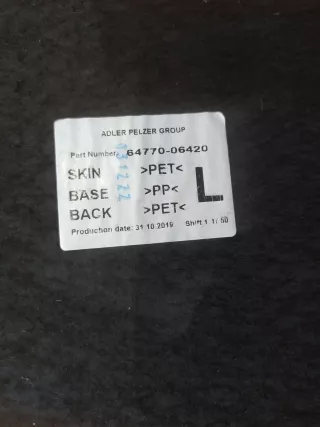 ADLER PELZER GROUP
Part Number: 64770-06420
SKIN >PET<
BASE >PP<
BACK >PET<
L
Production date: 31.10.2019 Shift 1 1/ 50